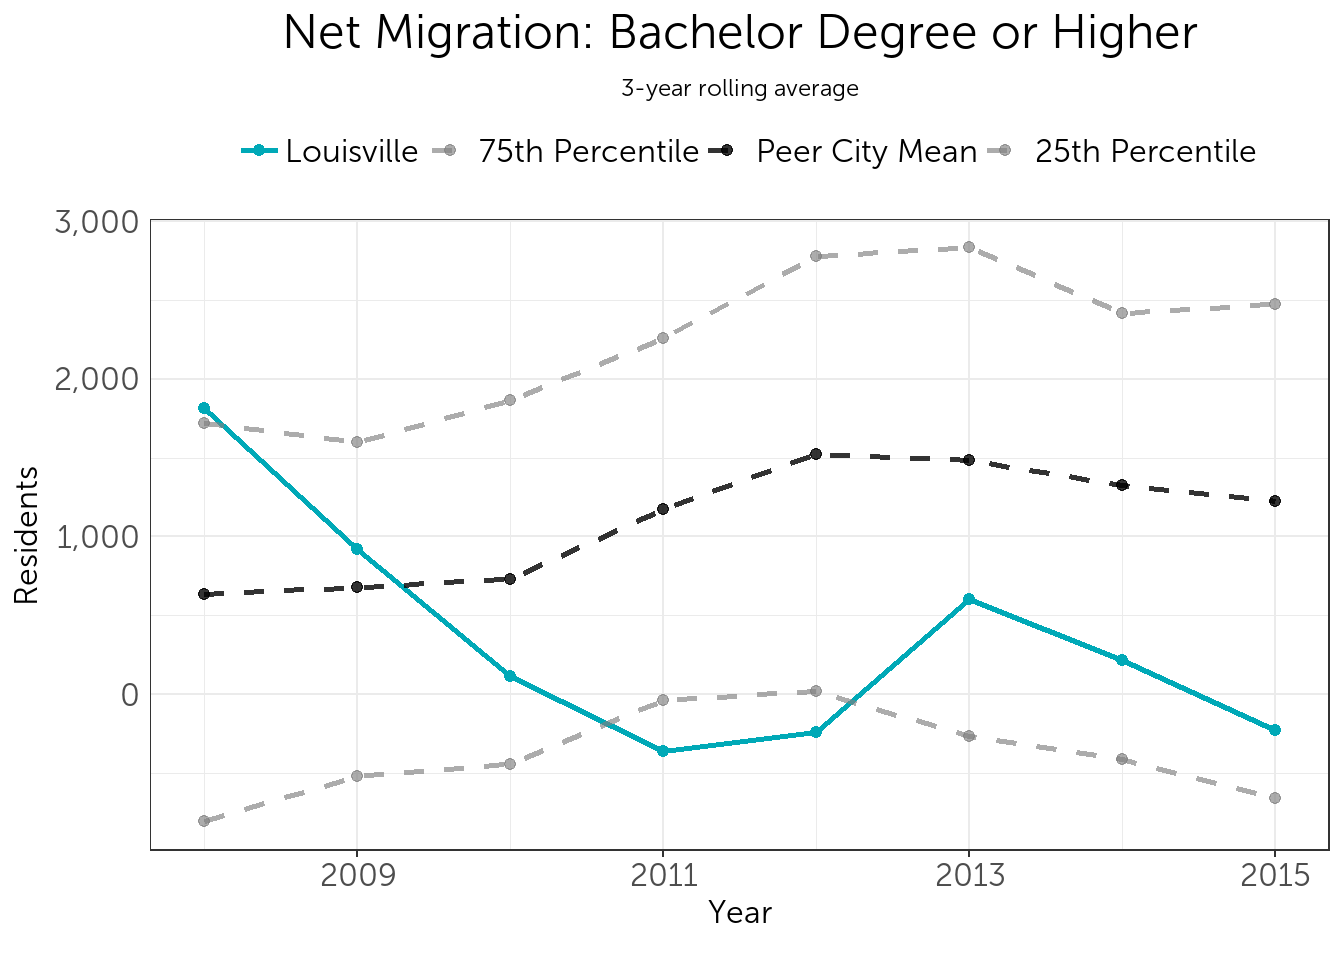 Net Migration: Bachelor Degree or Higher
3-year rolling average
Louisville 75th Percentile Peer City Mean 25th Percentile
3,000
2,000
1,000
0
Residents
2009 2011 2013 2015
Year